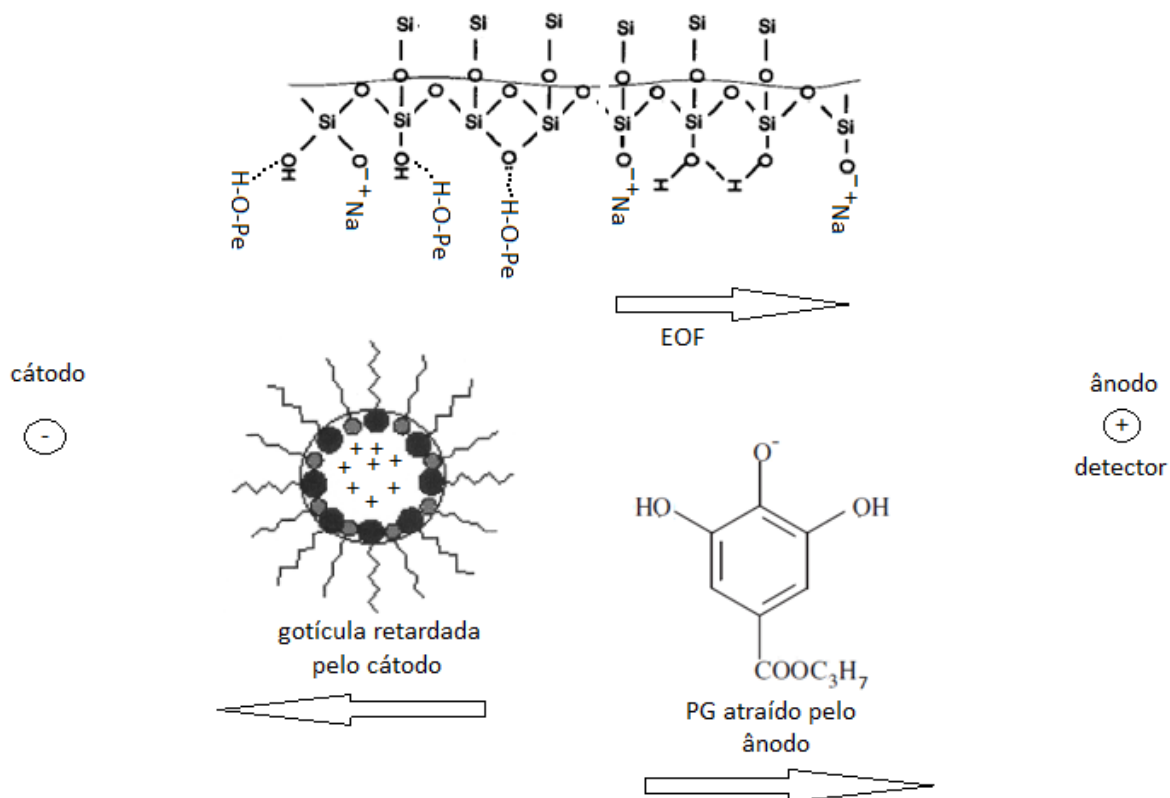 Si Si Si Si Si Si
O O O O O O
O O O O O O O
Si Si Si Si Si Si Si Si
OH O⁻ OH O O⁻ O O O⁻
H H
+Na +Na +Na
H-O-Pe H-O-Pe H-O-Pe
EOF
cátodo
-
ânodo
+
detector
+ +
+ + +
+ +
+
O⁻
HO OH
COOC₃H₇
gotícula retardada
pelo cátodo
PG atraído pelo
ânodo